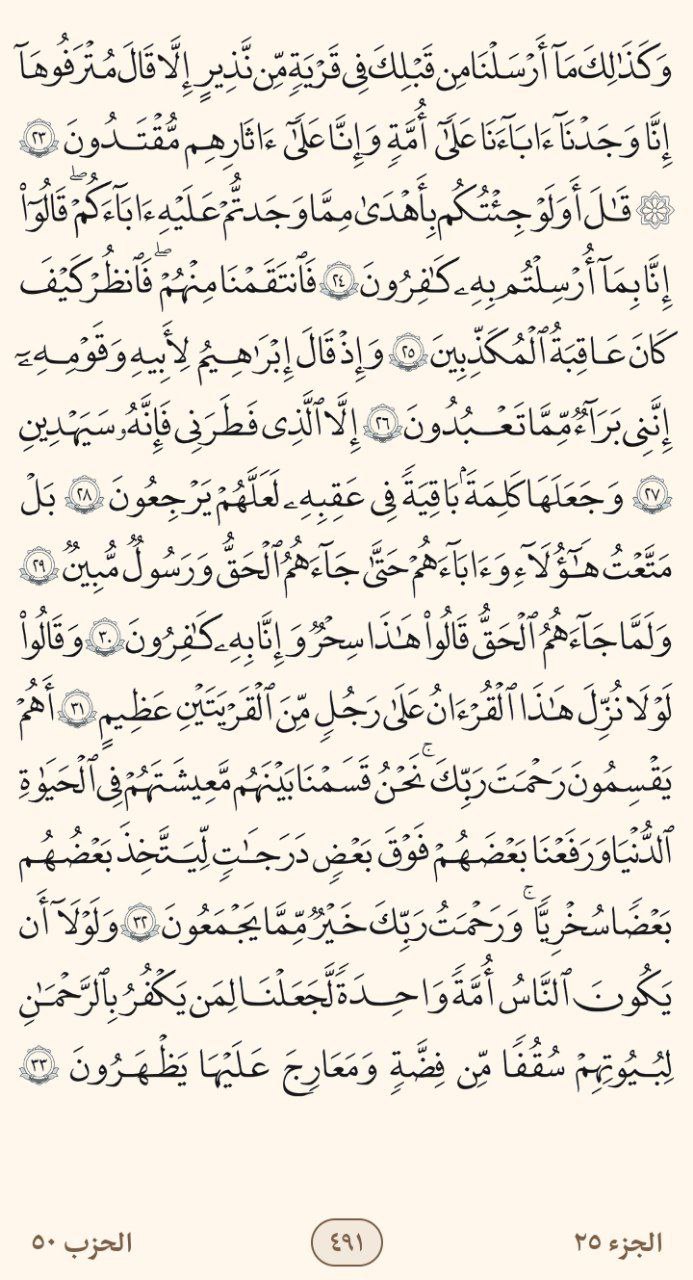 وَكَذَٰلِكَ مَآ أَرْسَلْنَا مِن قَبْلِكَ فِى قَرْيَةٍ مِّن نَّذِيرٍ إِلَّا قَالَ مُتْرَفُوهَآ
إِنَّا وَجَدْنَآ ءَابَآءَنَا عَلَىٰٓ أُمَّةٍ وَإِنَّا عَلَىٰٓ ءَاثَـٰرِهِم مُّقْتَدُونَ ٢٣
۞ قَـٰلَ أَوَلَوْ جِئْتُكُم بِأَهْدَىٰ مِمَّا وَجَدتُّمْ عَلَيْهِ ءَابَآءَكُمْ ۖ قَالُوٓا۟
إِنَّا بِمَآ أُرْسِلْتُم بِهِۦ كَـٰفِرُونَ ٢٤ فَٱنتَقَمْنَا مِنْهُمْ ۖ فَٱنظُرْ كَيْفَ
كَانَ عَـٰقِبَةُ ٱلْمُكَذِّبِينَ ٢٥ وَإِذْ قَالَ إِبْرَٰهِيمُ لِأَبِيهِ وَقَوْمِهِۦٓ
إِنَّنِى بَرَآءٌ مِّمَّا تَعْبُدُونَ ٢٦ إِلَّا ٱلَّذِى فَطَرَنِى فَإِنَّهُۥ سَيَهْدِينِ
٢٧ وَجَعَلَهَا كَلِمَةًۢ بَاقِيَةً فِى عَقِبِهِۦ لَعَلَّهُمْ يَرْجِعُونَ ٢٨ بَلْ
مَتَّعْتُ هَـٰٓؤُلَآءِ وَءَابَآءَهُمْ حَتَّىٰ جَآءَهُمُ ٱلْحَقُّ وَرَسُولٌ مُّبِينٌ ٢٩
وَلَمَّا جَآءَهُمُ ٱلْحَقُّ قَالُوا۟ هَـٰذَا سِحْرٌ وَإِنَّا بِهِۦ كَـٰفِرُونَ ٣٠ وَقَالُوا۟
لَوْلَا نُزِّلَ هَـٰذَا ٱلْقُرْءَانُ عَلَىٰ رَجُلٍ مِّنَ ٱلْقَرْيَتَيْنِ عَظِيمٍ ٣١ أَهُمْ
يَقْسِمُونَ رَحْمَتَ رَبِّكَ ۚ نَحْنُ قَسَمْنَا بَيْنَهُم مَّعِيشَتَهُمْ فِى ٱلْحَيَوٰةِ
ٱلدُّنْيَا ۚ وَرَفَعْنَا بَعْضَهُمْ فَوْقَ بَعْضٍ دَرَجَـٰتٍ لِّيَتَّخِذَ بَعْضُهُم
بَعْضًا سُخْرِيًّا ۗ وَرَحْمَتُ رَبِّكَ خَيْرٌ مِّمَّا يَجْمَعُونَ ٣٢ وَلَوْلَآ أَن
يَكُونَ ٱلنَّاسُ أُمَّةً وَٰحِدَةً لَّجَعَلْنَا لِمَن يَكْفُرُ بِٱلرَّحْمَـٰنِ
لِبُيُوتِهِمْ سُقُفًا مِّن فِضَّةٍ وَمَعَارِجَ عَلَيْهَا يَظْهَرُونَ ٣٣
الجزء ٢٥ ٤٩١ الحزب ٥٠